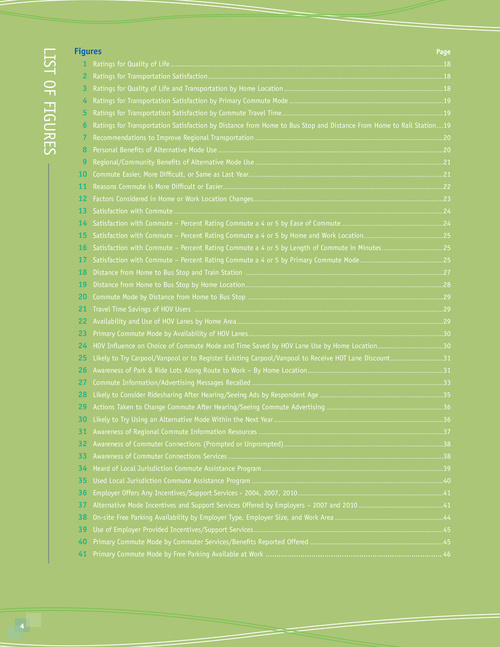 LIST OF FIGURES
Figures Page
1 Ratings for Quality of Life 18
2 Ratings for Transportation Satisfaction 18
3 Ratings for Quality of Life and Transportation by Home Location 18
4 Ratings for Transportation Satisfaction by Primary Commute Mode 19
5 Ratings for Transportation Satisfaction by Commute Travel Time 19
6 Ratings for Transportation Satisfaction by Distance from Home to Bus Stop and Distance From Home to Rail Station 19
7 Recommendations to Improve Regional Transportation 20
8 Personal Benefits of Alternative Mode Use 20
9 Regional/Community Benefits of Alternative Mode Use 21
10 Commute Easier, More Difficult, or Same as Last Year 21
11 Reasons Commute is More Difficult or Easier 22
12 Factors Considered in Home or Work Location Changes 23
13 Satisfaction with Commute 24
14 Satisfaction with Commute – Percent Rating Commute a 4 or 5 by Ease of Commute 24
15 Satisfaction with Commute – Percent Rating Commute a 4 or 5 by Home and Work Location 25
16 Satisfaction with Commute – Percent Rating Commute a 4 or 5 by Length of Commute in Minutes 25
17 Satisfaction with Commute – Percent Rating Commute a 4 or 5 by Primary Commute Mode 25
18 Distance from Home to Bus Stop and Train Station 27
19 Distance from Home to Bus Stop by Home Location 28
20 Commute Mode by Distance from Home to Bus Stop 29
21 Travel Time Savings of HOV Users 29
22 Availability and Use of HOV Lanes by Home Area 29
23 Primary Commute Mode by Availability of HOV Lanes 30
24 HOV Influence on Choice of Commute Mode and Time Saved by HOV Lane Use by Home Location 30
25 Likely to Try Carpool/Vanpool or to Register Existing Carpool/Vanpool to Receive HOT Lane Discount 31
26 Awareness of Park & Ride Lots Along Route to Work – By Home Location 31
27 Commute Information/Advertising Messages Recalled 33
28 Likely to Consider Ridesharing After Hearing/Seeing Ads by Respondent Age 35
29 Actions Taken to Change Commute After Hearing/Seeing Commute Advertising 36
30 Likely to Try Using an Alternative Mode Within the Next Year 36
31 Awareness of Regional Commute Information Resources 37
32 Awareness of Commuter Connections (Prompted or Unprompted) 38
33 Awareness of Commuter Connections Services 38
34 Heard of Local Jurisdiction Commute Assistance Program 39
35 Used Local Jurisdiction Commute Assistance Program 40
36 Employer Offers Any Incentives/Support Services - 2004, 2007, 2010 41
37 Alternative Mode Incentives and Support Services Offered by Employers – 2007 and 2010 41
38 On-site Free Parking Availability by Employer Type, Employer Size, and Work Area 44
39 Use of Employer Provided Incentives/Support Services 45
40 Primary Commute Mode by Commuter Services/Benefits Reported Offered 45
41 Primary Commute Mode by Free Parking Available at Work 46
4